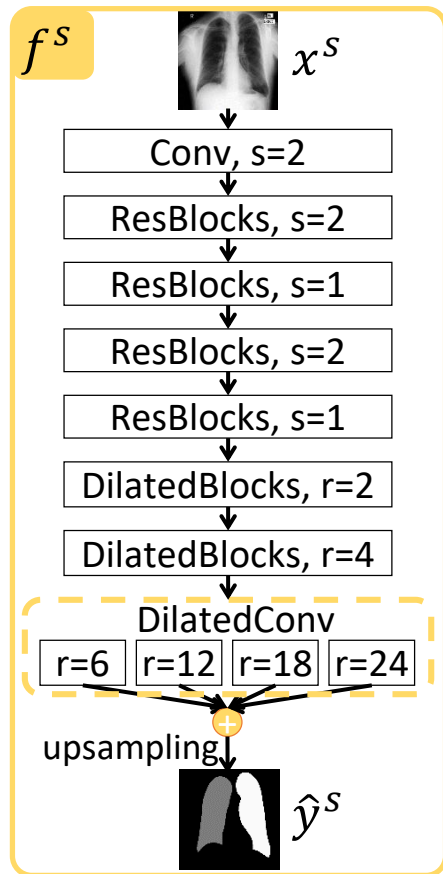 f^s
x^s
Conv, s=2
ResBlocks, s=2
ResBlocks, s=1
ResBlocks, s=2
ResBlocks, s=1
DilatedBlocks, r=2
DilatedBlocks, r=4
DilatedConv
r=6 r=12 r=18 r=24
+
upsampling
ŷ^s